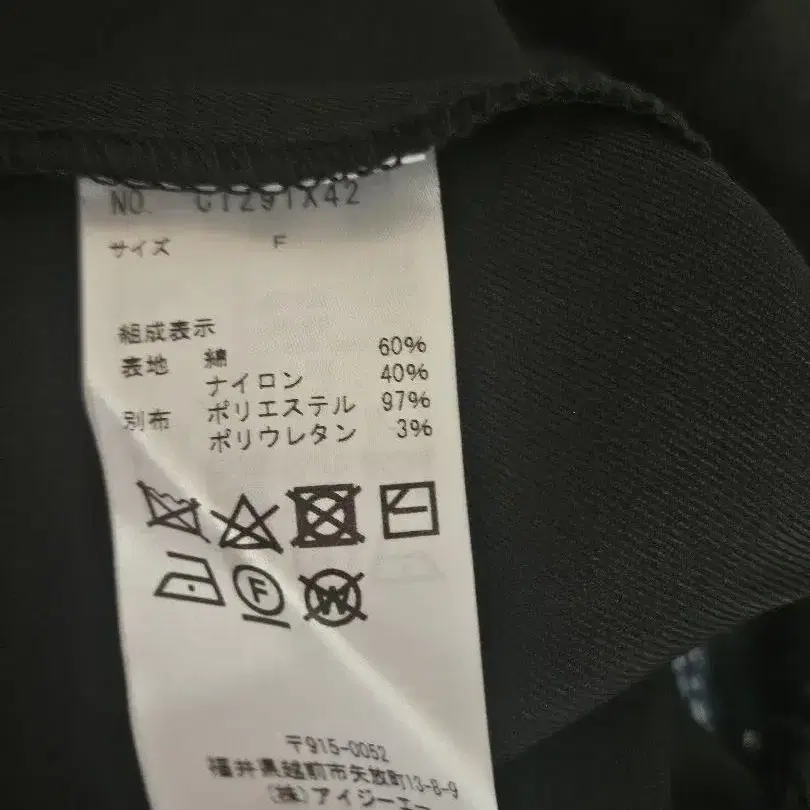 NO. C1291X42
サイズ F
組成表示
表地 綿 60%
ナイロン 40%
別布 ポリエステル 97%
ポリウレタン 3%
F
W
〒915-0052
福井県越前市矢放町13-8-9
(株)アイジーエー